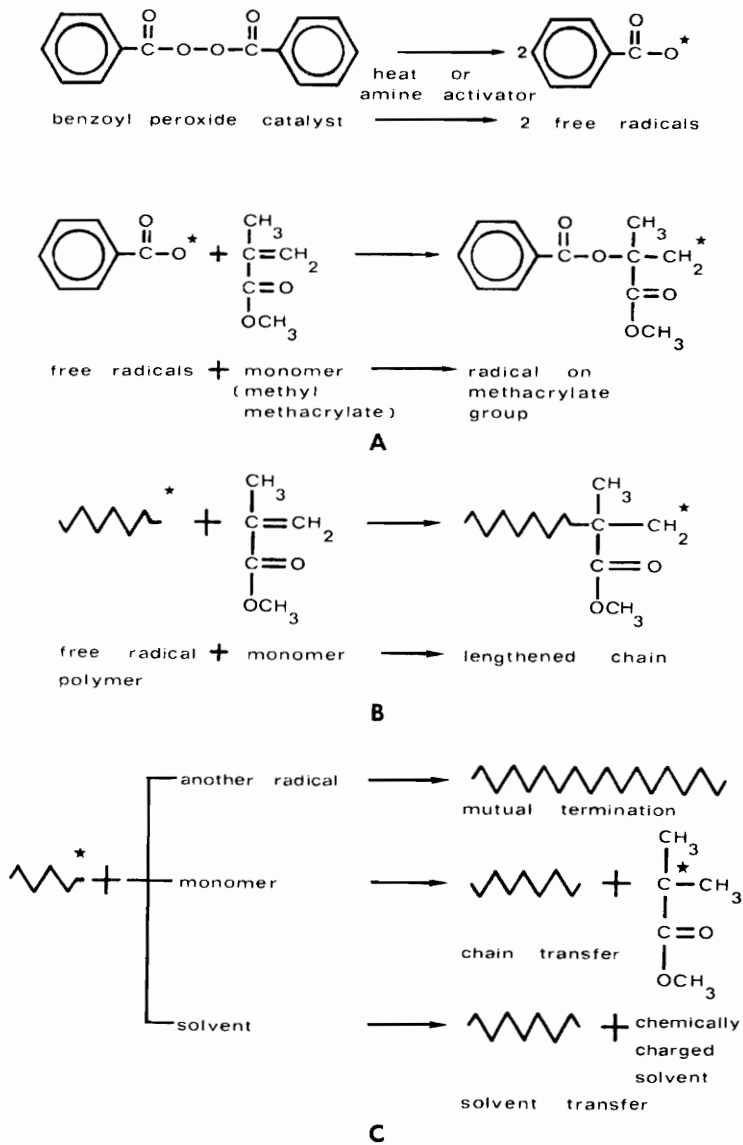 O O
C — O — O — C
2 C — O★
heat or
amine activator
benzoyl peroxide catalyst 2 free radicals
O CH3 O CH3
C — O★ + C = CH2 C — O — C — CH2★
C = O C = O
OCH3 OCH3
free radicals + monomer radical on
(methyl methacrylate
methacrylate) group
A
★ CH3 CH3
+ C = CH2 C — CH2★
C = O C = O
OCH3 OCH3
free radical + monomer lengthened chain
polymer
B
another radical
mutual termination
★ + monomer + CH3
C★ — CH3
C = O
chain transfer
OCH3
solvent + chemically
charged
solvent
solvent transfer
C